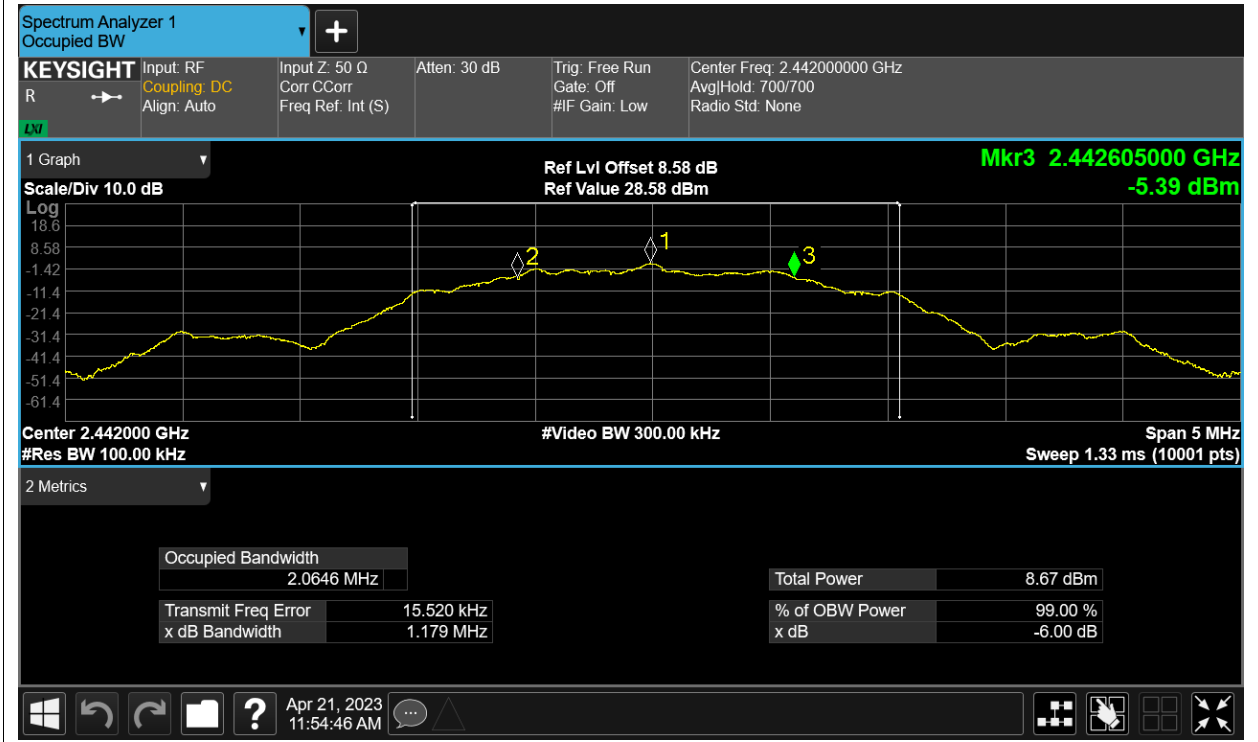 Spectrum Analyzer 1
Occupied BW
KEYSIGHT
R
LXI
Input: RF
Coupling: DC
Align: Auto
Input Z: 50 Ω
Corr CCorr
Freq Ref: Int (S)
Atten: 30 dB
Trig: Free Run
Gate: Off
#IF Gain: Low
Center Freq: 2.442000000 GHz
Avg|Hold: 700/700
Radio Std: None
1 Graph
Scale/Div 10.0 dB
Ref Lvl Offset 8.58 dB
Ref Value 28.58 dBm
Mkr3 2.442605000 GHz
-5.39 dBm
Log
18.6
8.58
-1.42
-11.4
-21.4
-31.4
-41.4
-51.4
-61.4
2
1
3
Center 2.442000 GHz
#Res BW 100.00 kHz
#Video BW 300.00 kHz
Span 5 MHz
Sweep 1.33 ms (10001 pts)
2 Metrics
Occupied Bandwidth
2.0646 MHz
Transmit Freq Error 15.520 kHz
x dB Bandwidth 1.179 MHz
Total Power 8.67 dBm
% of OBW Power 99.00 %
x dB -6.00 dB
?
Apr 21, 2023
11:54:46 AM